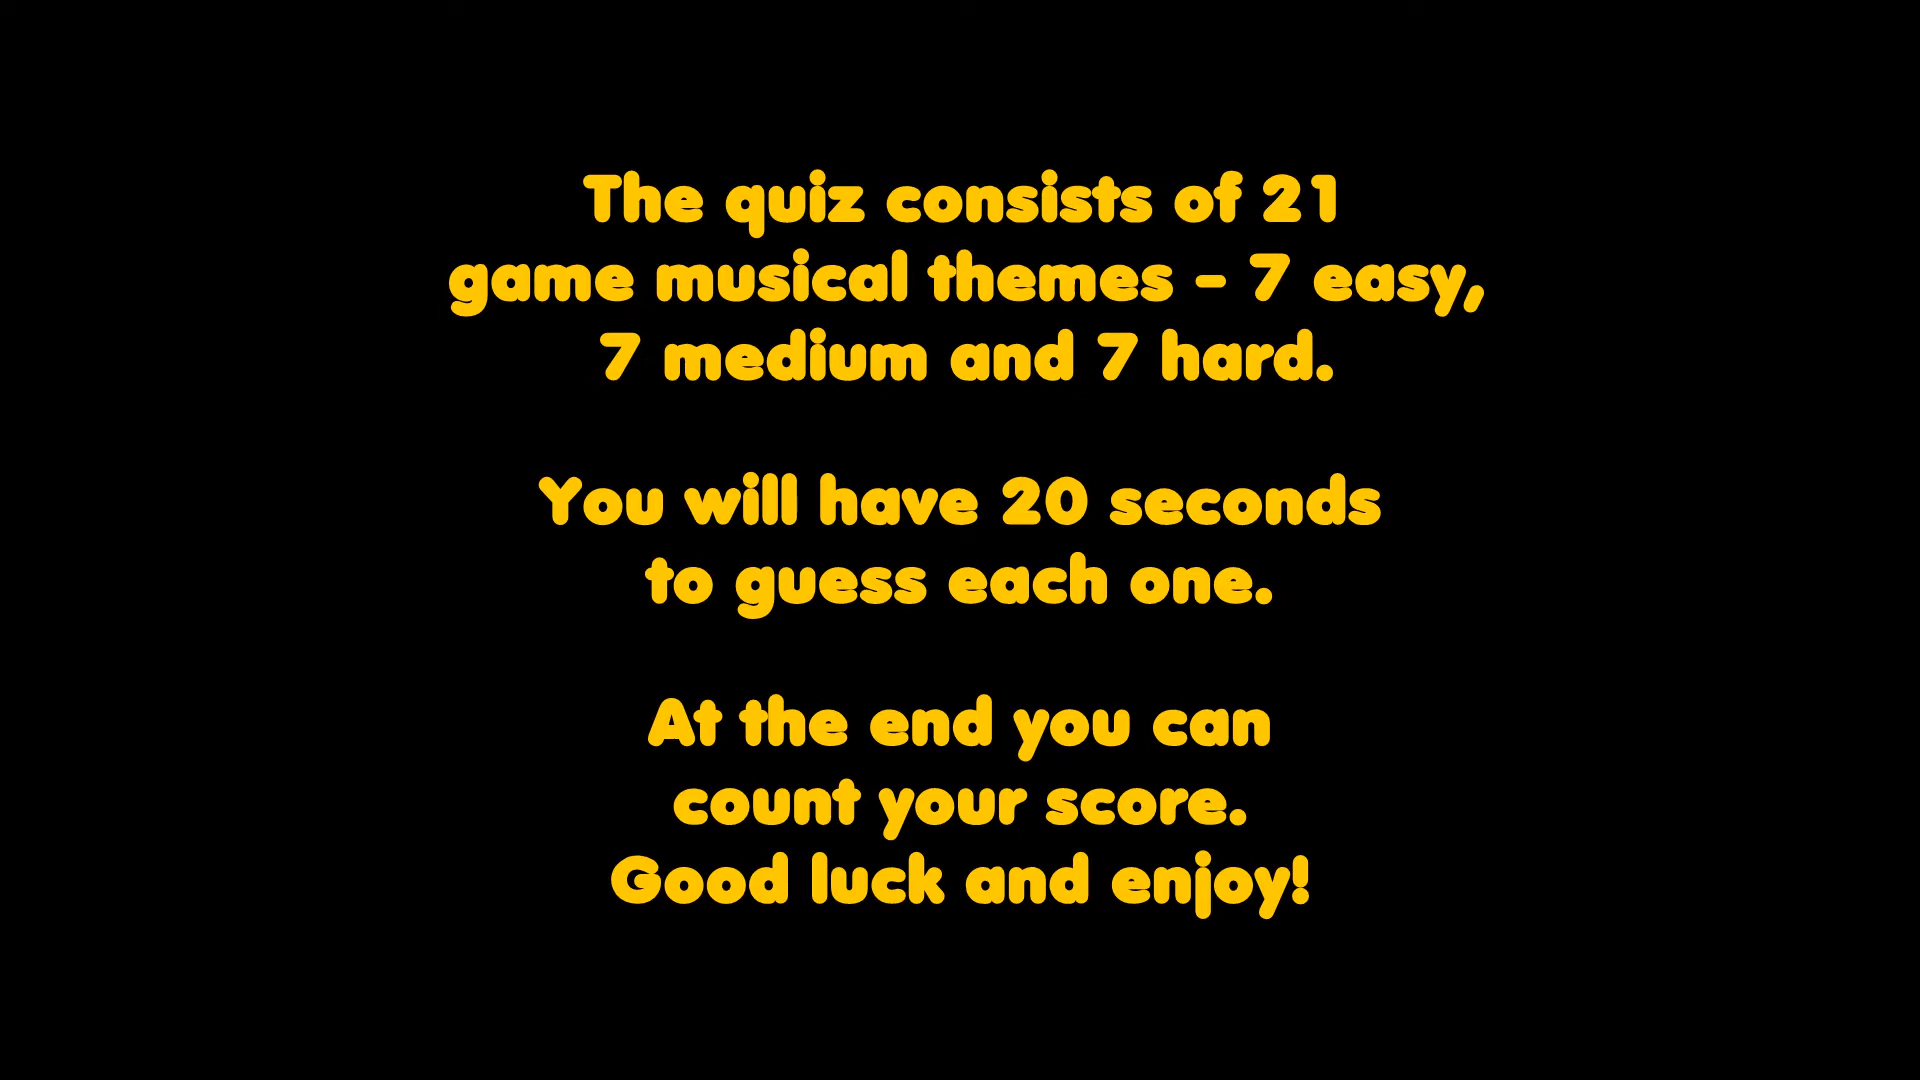 The quiz consists of 21
game musical themes - 7 easy,
7 medium and 7 hard.
You will have 20 seconds
to guess each one.
At the end you can
count your score.
Good luck and enjoy!